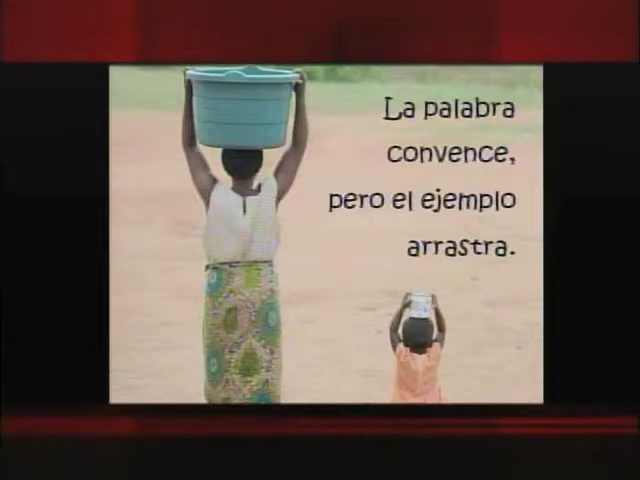 La palabra
convence,
pero el ejemplo
arrastra.